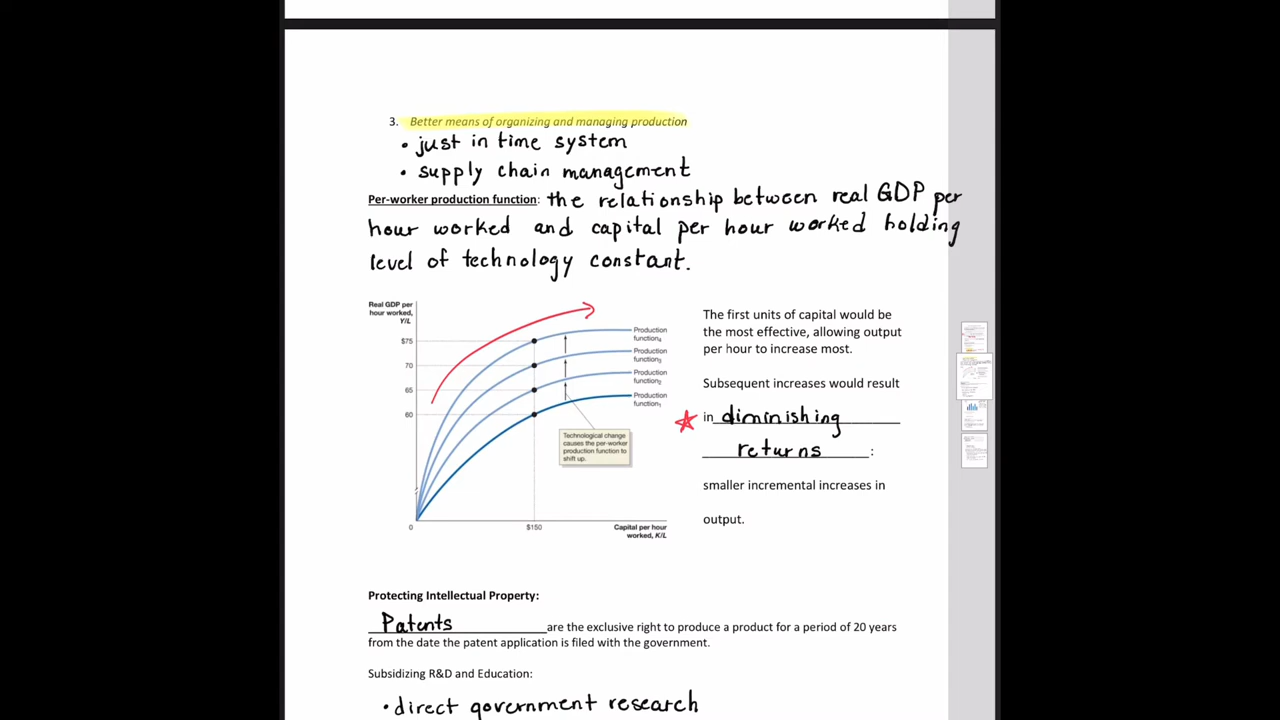 3. Better means of organizing and managing production
• just in time system
• supply chain management
Per-worker production function: the relationship between real GDP per
hour worked and capital per hour worked holding
level of technology constant.
Real GDP per
hour worked,
Y/L
$75
70
65
60
0
$150
Capital per hour
worked, K/L
Production
function4
Production
function3
Production
function2
Production
function1
Technological change
causes the per-worker
production function to
shift up.
The first units of capital would be
the most effective, allowing output
per hour to increase most.
Subsequent increases would result
in diminishing
returns :
smaller incremental increases in
output.
Protecting Intellectual Property:
Patents are the exclusive right to produce a product for a period of 20 years
from the date the patent application is filed with the government.
Subsidizing R&D and Education:
• direct government research